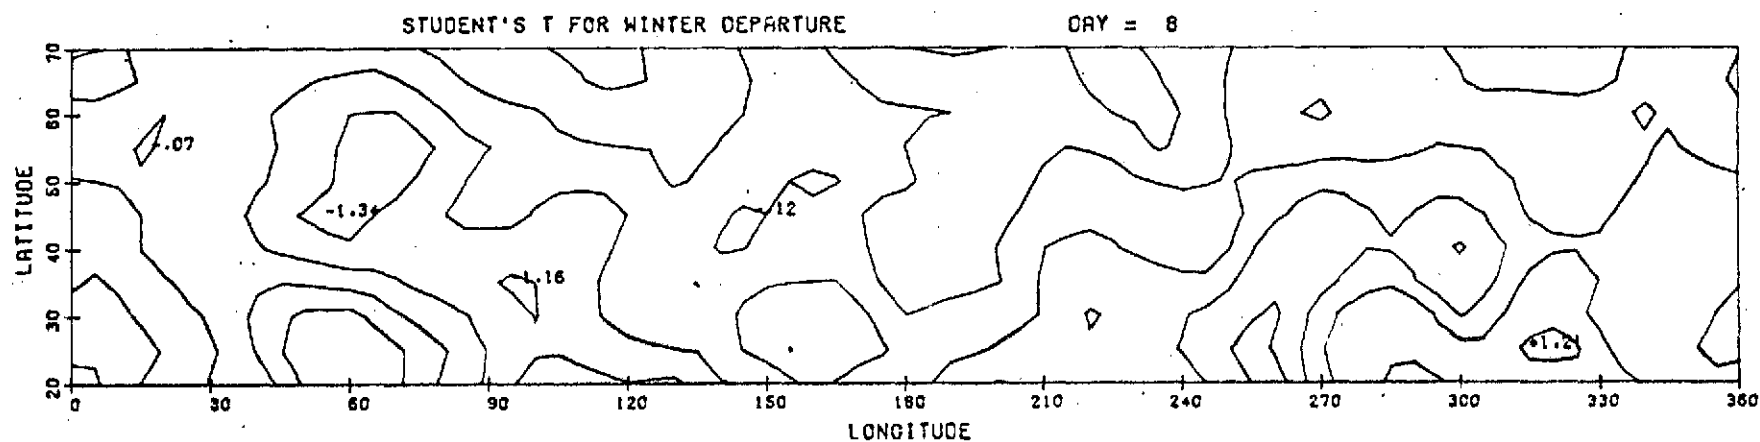 STUDENT'S T FOR WINTER DEPARTURE DAY = 8
70
60
-.07
50
-1.34
.12
LATITUDE
40
1.16
30
+1.21
20
0 30 60 90 120 150 180 210 240 270 300 330 360
LONGITUDE